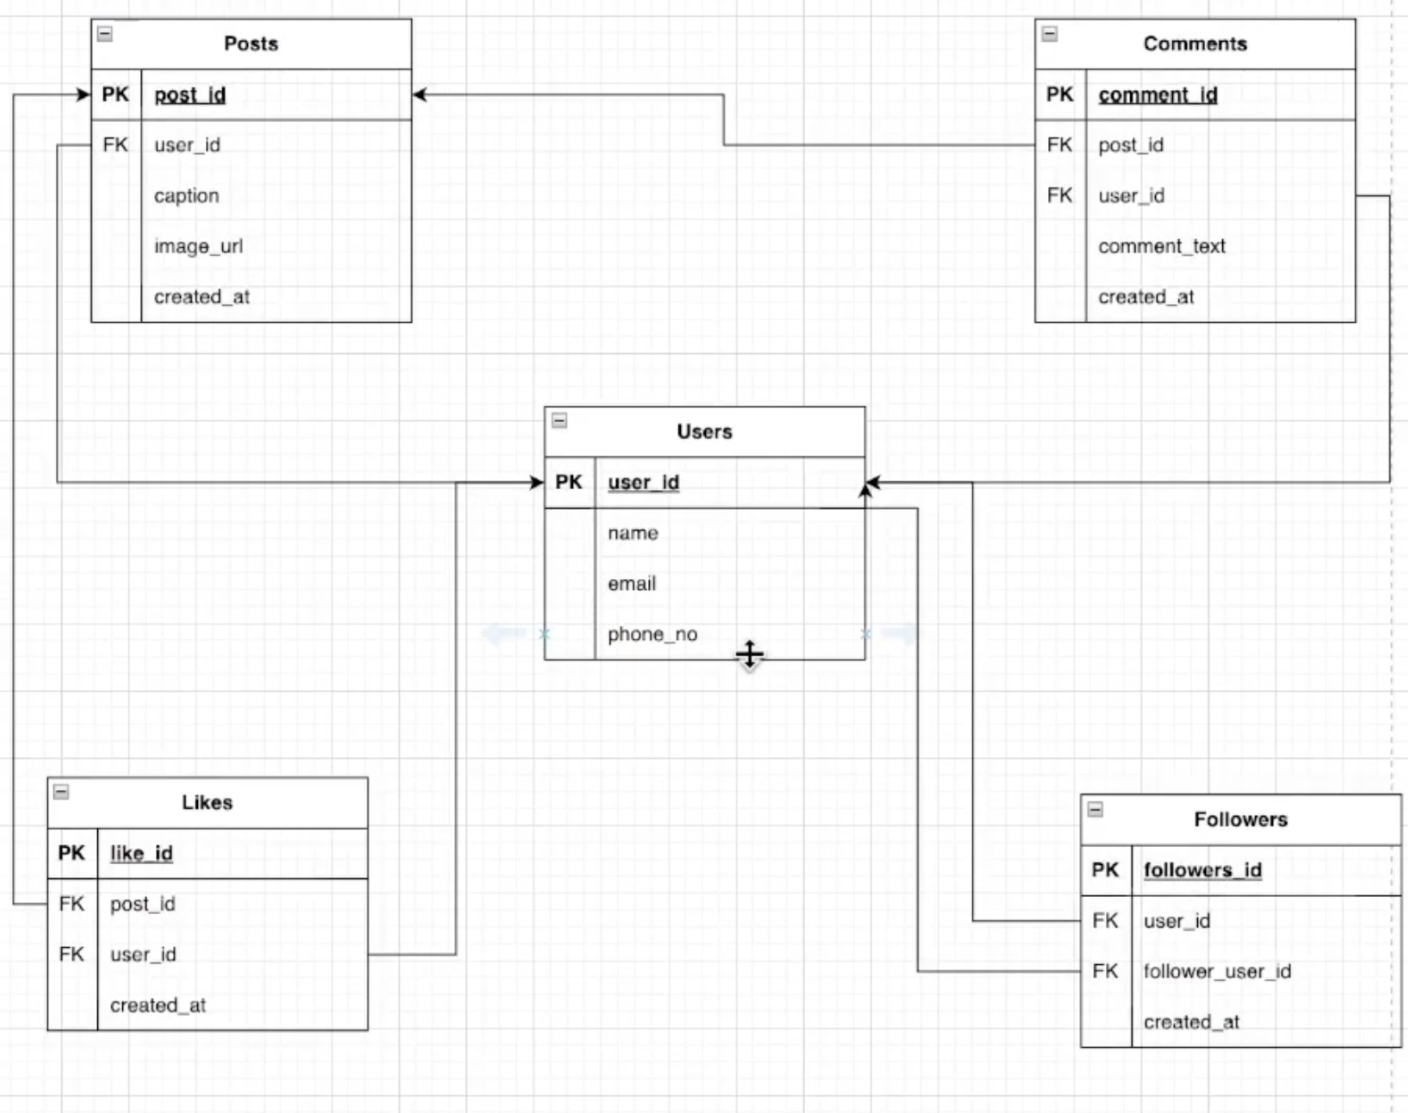 Posts
PK post_id
FK user_id
caption
image_url
created_at
Comments
PK comment_id
FK post_id
FK user_id
comment_text
created_at
Users
PK user_id
name
email
phone_no
Likes
PK like_id
FK post_id
FK user_id
created_at
Followers
PK followers_id
FK user_id
FK follower_user_id
created_at